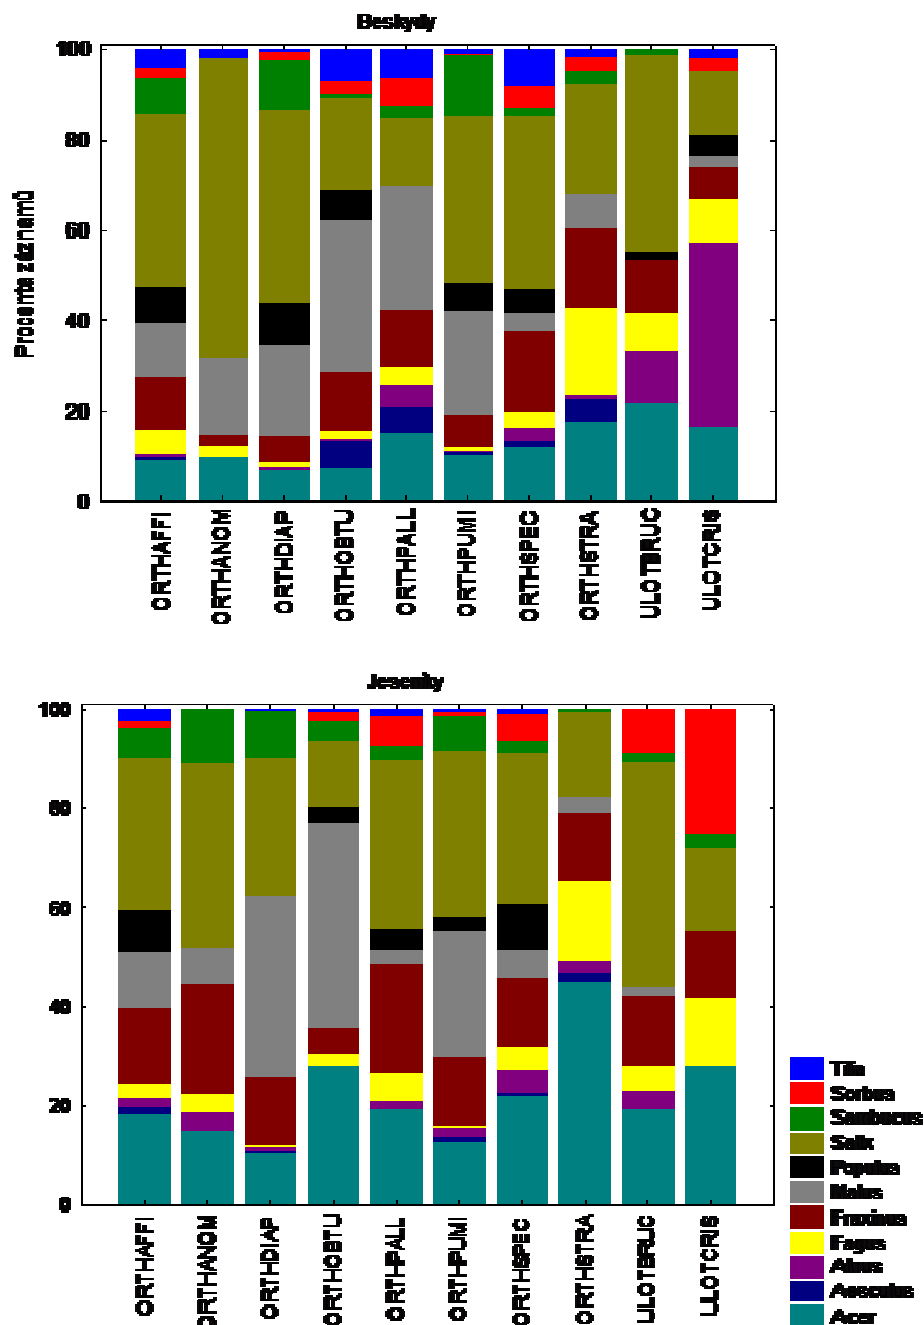 Beskydy
100
80
60
40
20
0
Procenta záznamů
ORTHAFFI
ORTHANOM
ORTHDIAP
ORTHOBTU
ORTHPALL
ORTHPUMI
ORTHSPEC
ORTHSTRA
ULOTBRUC
ULOTCRIS
Jeseníky
100
80
60
40
20
0
ORTHAFFI
ORTHANOM
ORTHDIAP
ORTHOBTU
ORTHPALL
ORTHPUMI
ORTHSPEC
ORTHSTRA
ULOTBRUC
ULOTCRIS
Tilia
Sorbus
Sambucus
Salix
Populus
Malus
Fraxinus
Fagus
Alnus
Aesculus
Acer